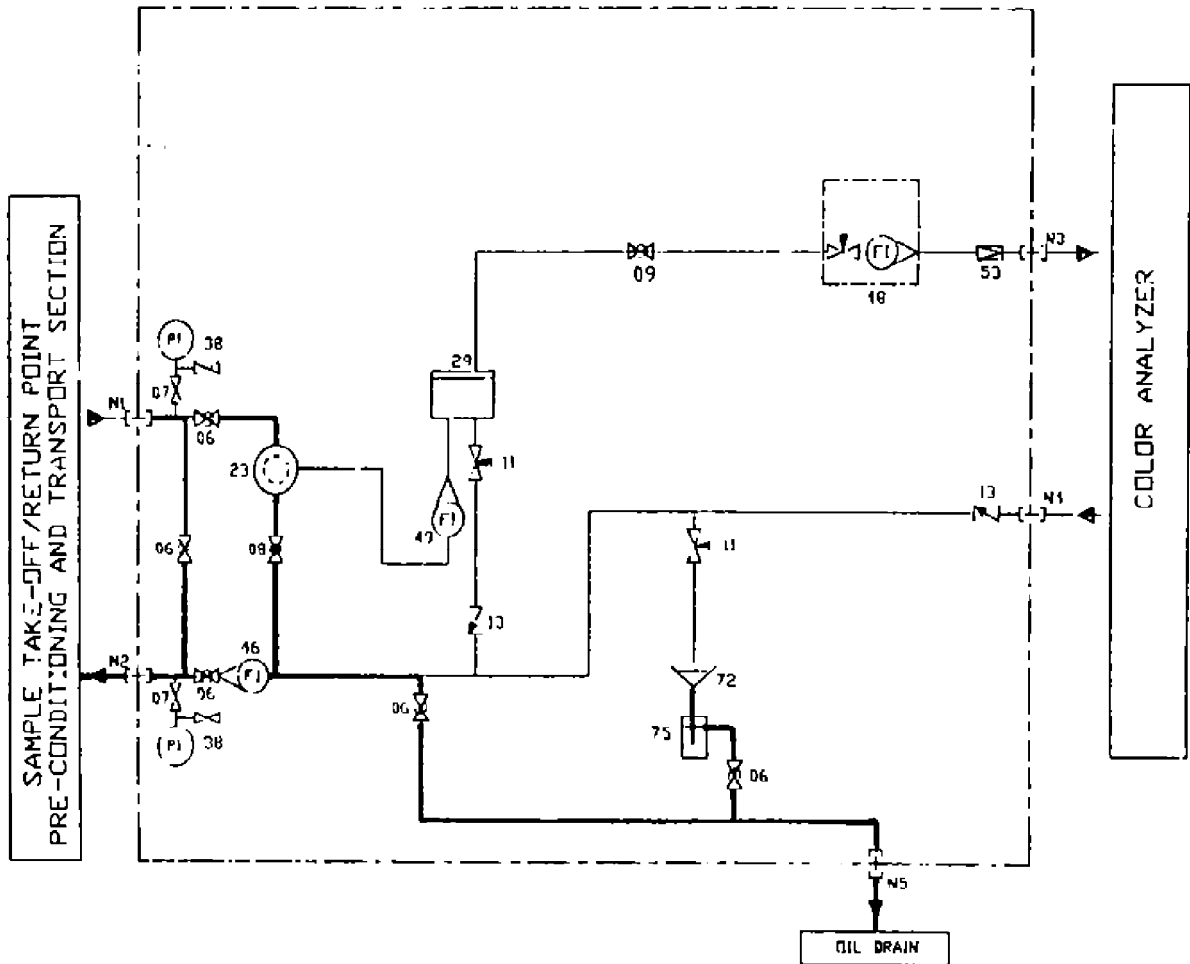 SAMPLE TAKE-OFF/RETURN POINT
PRE-CONDITIONING AND TRANSPORT SECTION
COLOR ANALYZER
N3
09
18
50
PI
38
07
29
N1
06
23
11
FI
13
N4
11
06
08
13
46
N2
07
06
FI
06
72
38
PI
75
06
N5
OIL DRAIN
FI